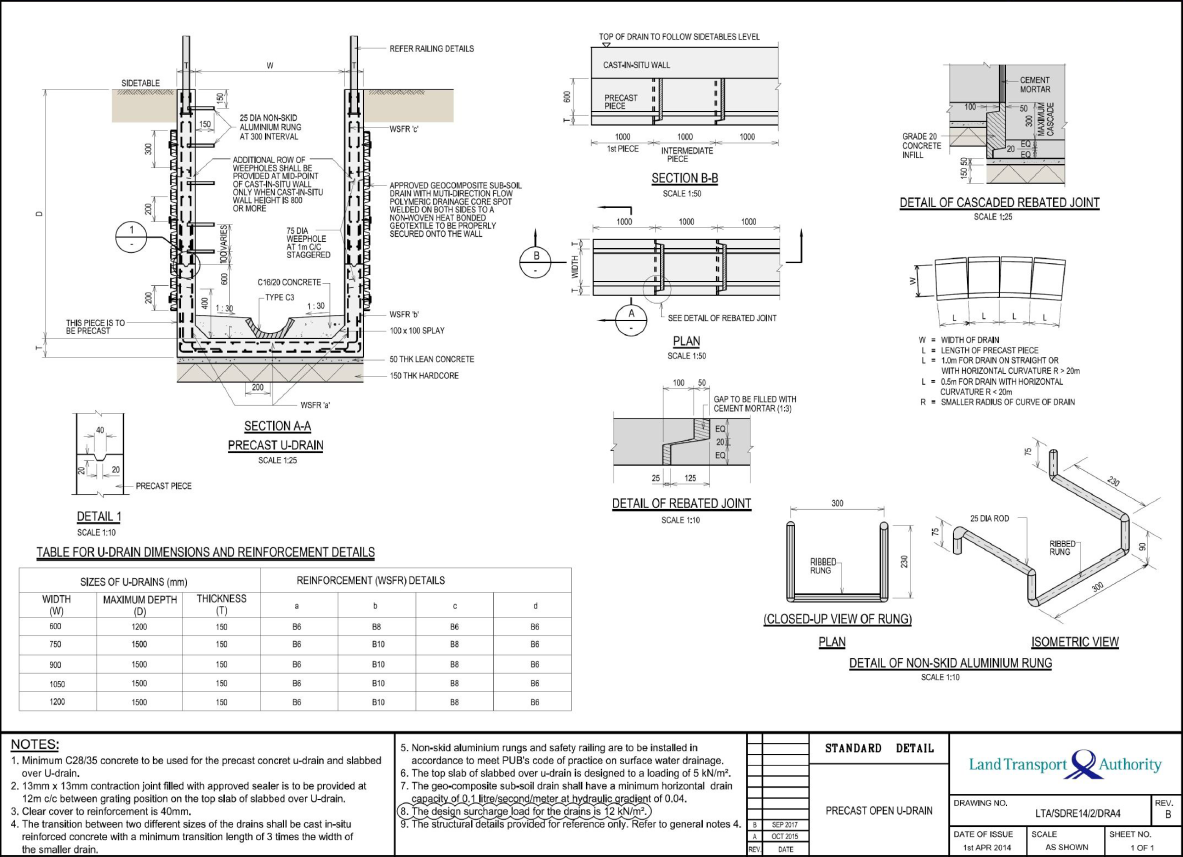 REFER RAILING DETAILS
T
W
T
SIDETABLE
150
150
25 DIA NON-SKID
ALUMINIUM RUNG
AT 300 INTERVAL
WSFR 'c'
300
ADDITIONAL ROW OF
WEEPHOLES SHALL BE
PROVIDED AT MID-POINT
OF CAST-IN-SITU WALL
ONLY WHEN CAST-IN-SITU
WALL HEIGHT IS 800
OR MORE
APPROVED GEOCOMPOSITE SUB-SOIL
DRAIN WITH MUTI-DIRECTION FLOW
POLYMERIC DRAINAGE CORE SPOT
WELDED ON BOTH SIDES TO A
NON-WOVEN HEAT BONDED
GEOTEXTILE TO BE PROPERLY
SECURED ONTO THE WALL
D
200
1
-
100
VARIES
75 DIA
WEEPHOLE
AT 1m C/C
STAGGERED
600
200
400
C16/20 CONCRETE
TYPE C3
1 : 30
1 : 30
THIS PIECE IS TO
BE PRECAST
WSFR 'b'
100 x 100 SPLAY
T
50 THK LEAN CONCRETE
150 THK HARDCORE
200
WSFR 'a'
SECTION A-A
PRECAST U-DRAIN
SCALE 1:25
40
20
20
PRECAST PIECE
DETAIL 1
SCALE 1:10
TOP OF DRAIN TO FOLLOW SIDETABLES LEVEL
CAST-IN-SITU WALL
600
PRECAST
PIECE
T
1000
1000
1000
1st PIECE
INTERMEDIATE
PIECE
SECTION B-B
SCALE 1:50
1000
1000
1000
B
-
T
WIDTH
T
A
-
SEE DETAIL OF REBATED JOINT
PLAN
SCALE 1:50
100
50
GAP TO BE FILLED WITH
CEMENT MORTAR (1:3)
EQ
20
EQ
25
125
DETAIL OF REBATED JOINT
SCALE 1:10
CEMENT
MORTAR
100
50
300
MAXIMUM
CASCADE
GRADE 20
CONCRETE
INFILL
EQ
20
EQ
150
50
DETAIL OF CASCADED REBATED JOINT
SCALE 1:25
W
L
L
L
L
W = WIDTH OF DRAIN
L = LENGTH OF PRECAST PIECE
L = 1.0m FOR DRAIN ON STRAIGHT OR
WITH HORIZONTAL CURVATURE R > 20m
L = 0.5m FOR DRAIN WITH HORIZONTAL
CURVATURE R < 20m
R = SMALLER RADIUS OF CURVE OF DRAIN
300
RIBBED
RUNG
230
(CLOSED-UP VIEW OF RUNG)
PLAN
75
230
75
25 DIA ROD
RIBBED
RUNG
90
300
ISOMETRIC VIEW
DETAIL OF NON-SKID ALUMINIUM RUNG
SCALE 1:10
TABLE FOR U-DRAIN DIMENSIONS AND REINFORCEMENT DETAILS
SIZES OF U-DRAINS (mm) REINFORCEMENT (WSFR) DETAILS
WIDTH (W) MAXIMUM DEPTH (D) THICKNESS (T) a b c d
600 1200 150 B6 B8 B6 B6
750 1500 150 B6 B10 B8 B6
900 1500 150 B6 B10 B8 B6
1050 1500 150 B6 B10 B8 B6
1200 1500 150 B6 B10 B8 B6
NOTES:
1. Minimum C28/35 concrete to be used for the precast concret u-drain and slabbed
over U-drain.
2. 13mm x 13mm contraction joint filled with approved sealer is to be provided at
12m c/c between grating position on the top slab of slabbed over U-drain.
3. Clear cover to reinforcement is 40mm.
4. The transition between two different sizes of the drains shall be cast in-situ
reinforced concrete with a minimum transition length of 3 times the width of
the smaller drain.
5. Non-skid aluminium rungs and safety railing are to be installed in
accordance to meet PUB's code of practice on surface water drainage.
6. The top slab of slabbed over u-drain is designed to a loading of 5 kN/m².
7. The geo-composite sub-soil drain shall have a minimum horizontal drain
capacity of 0.1 litre/second/meter at hydraulic gradient of 0.04.
8. The design surcharge load for the drains is 12 kN/m².
9. The structural details provided for reference only. Refer to general notes 4.
B SEP 2017
A OCT 2015
REV. DATE
STANDARD DETAIL
PRECAST OPEN U-DRAIN
Land Transport Authority
DRAWING NO.
LTA/SDRE14/2/DRA4
REV.
B
DATE OF ISSUE
1st APR 2014
SCALE
AS SHOWN
SHEET NO.
1 OF 1